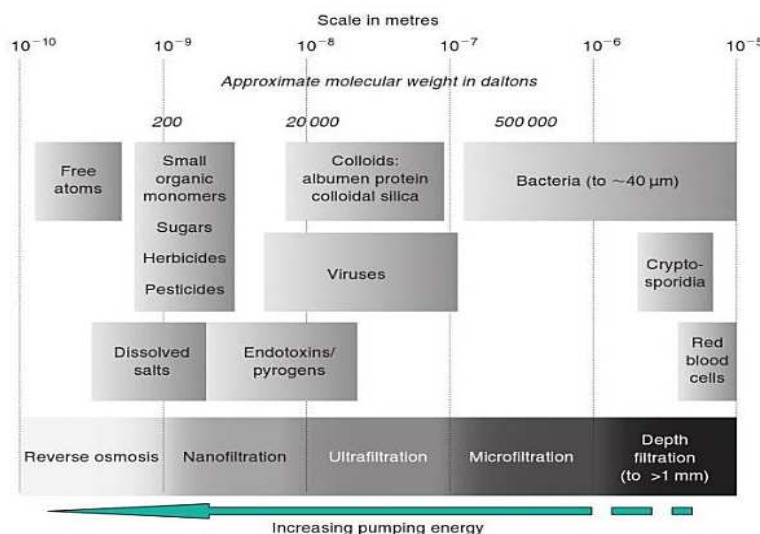 Scale in metres
10⁻¹⁰ 10⁻⁹ 10⁻⁸ 10⁻⁷ 10⁻⁶ 10⁻⁵
Approximate molecular weight in daltons
200 20 000 500 000
Free
atoms
Small
organic
monomers
Sugars
Herbicides
Pesticides
Colloids:
albumen protein
colloidal silica
Bacteria (to ~40 μm)
Viruses
Crypto-
sporidia
Dissolved
salts
Endotoxins/
pyrogens
Red
blood
cells
Reverse osmosis
Nanofiltration
Ultrafiltration
Microfiltration
Depth
filtration
(to >1 mm)
Increasing pumping energy